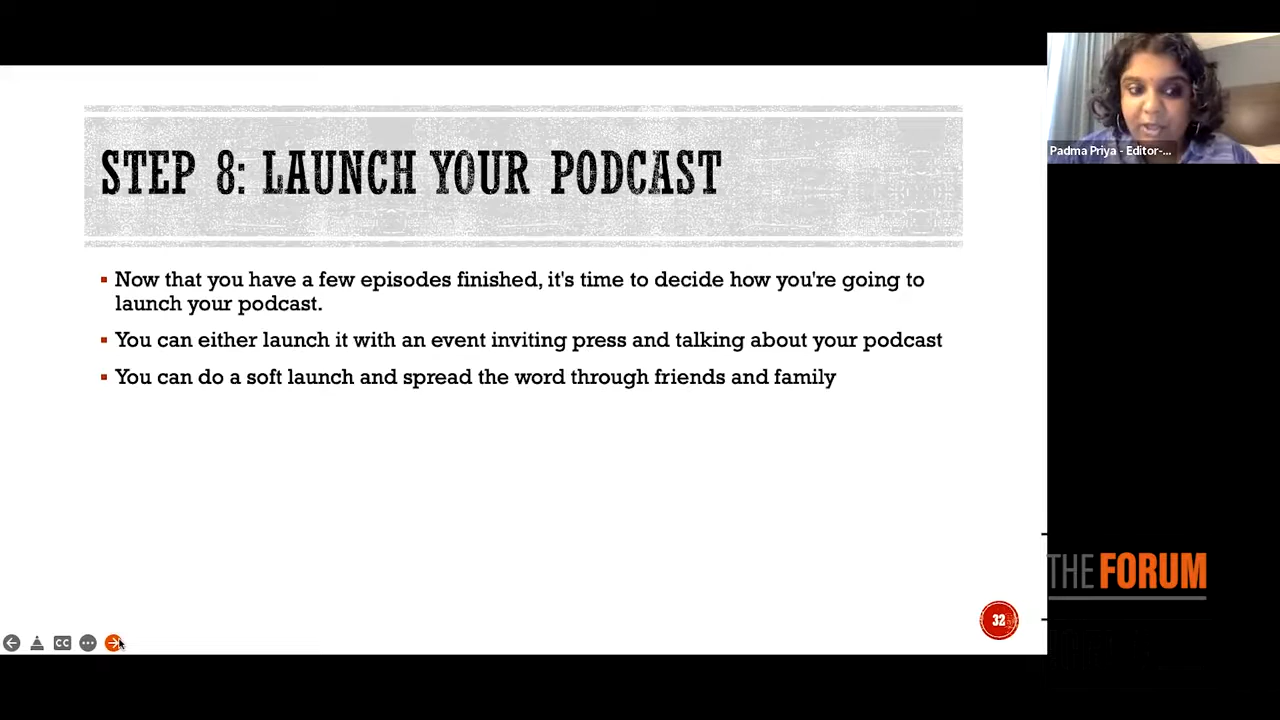 STEP 8: LAUNCH YOUR PODCAST
Now that you have a few episodes finished, it's time to decide how you're going to
launch your podcast.
You can either launch it with an event inviting press and talking about your podcast
You can do a soft launch and spread the word through friends and family
Padma Priya - Editor-...
THE FORUM
32
CC